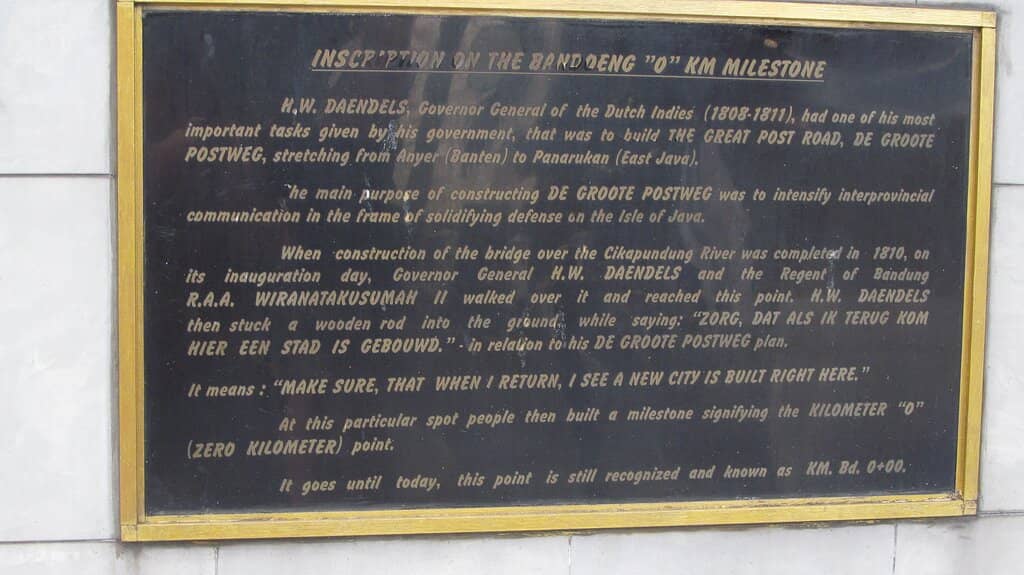 INSCRIPTION ON THE BANDOENG "0" KM MILESTONE
H.W. DAENDELS, Governor General of the Dutch Indies (1808-1811), had one of his most
important tasks given by his government, that was to build THE GREAT POST ROAD, DE GROOTE
POSTWEG, stretching from Anyer (Banten) to Panarukan (East Java).
he main purpose of constructing DE GROOTE POSTWEG was to intensify interprovincial
communication in the frame of solidifying defense on the Isle of Java.
When construction of the bridge over the Cikapundung River was completed in 1810, on
its inauguration day, Governor General H.W. DAENDELS and the Regent of Bandung
R.A.A. WIRANATAKUSUMAH II walked over it and reached this point. H.W. DAENDELS
then stuck a wooden rod into the ground, while saying: "ZORG, DAT ALS IK TERUG KOM
HIER EEN STAD IS GEBOUWD." - in relation to his DE GROOTE POSTWEG plan.
It means : "MAKE SURE, THAT WHEN I RETURN, I SEE A NEW CITY IS BUILT RIGHT HERE."
At this particular spot people then built a milestone signifying the KILOMETER "0"
(ZERO KILOMETER) point.
It goes until today, this point is still recognized and known as KM. Bd. 0+00.